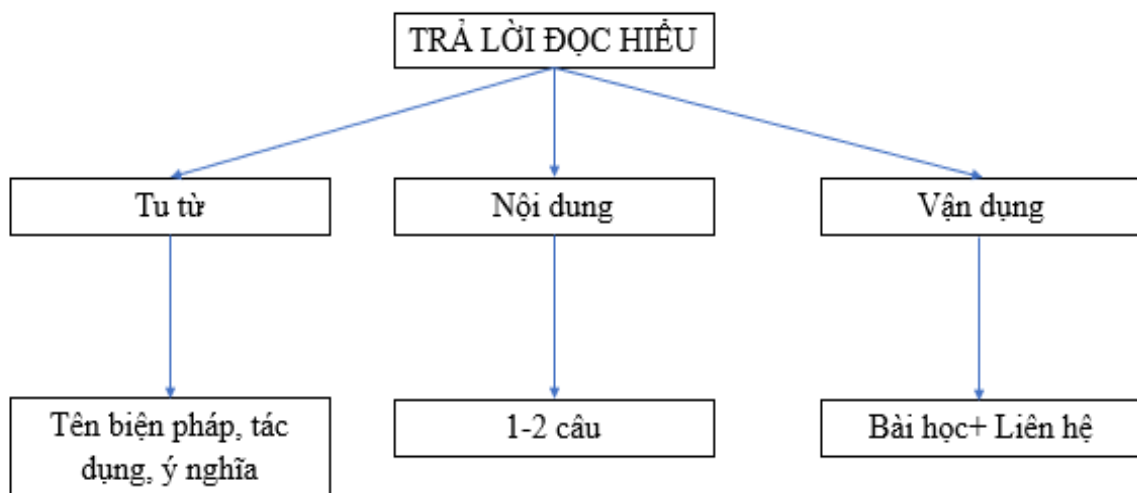 TRẢ LỜI ĐỌC HIỂU
Tu từ
Nội dung
Vận dụng
Tên biện pháp, tác
dụng, ý nghĩa
1-2 câu
Bài học+ Liên hệ